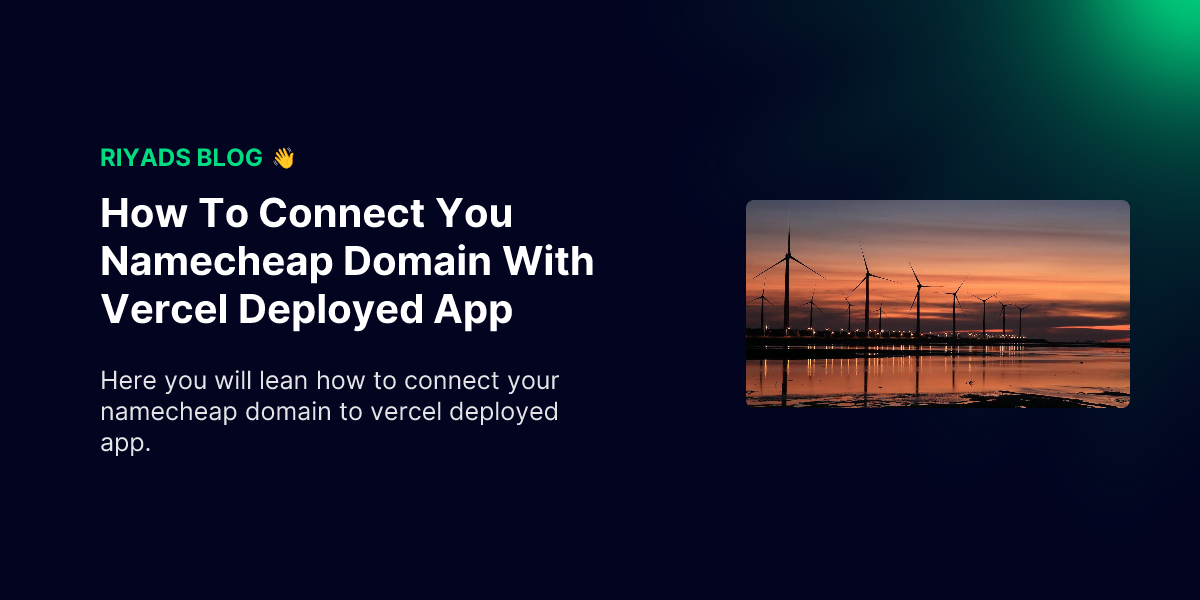 RIYADS BLOG 👋
How To Connect You
Namecheap Domain With
Vercel Deployed App
Here you will lean how to connect your
namecheap domain to vercel deployed
app.